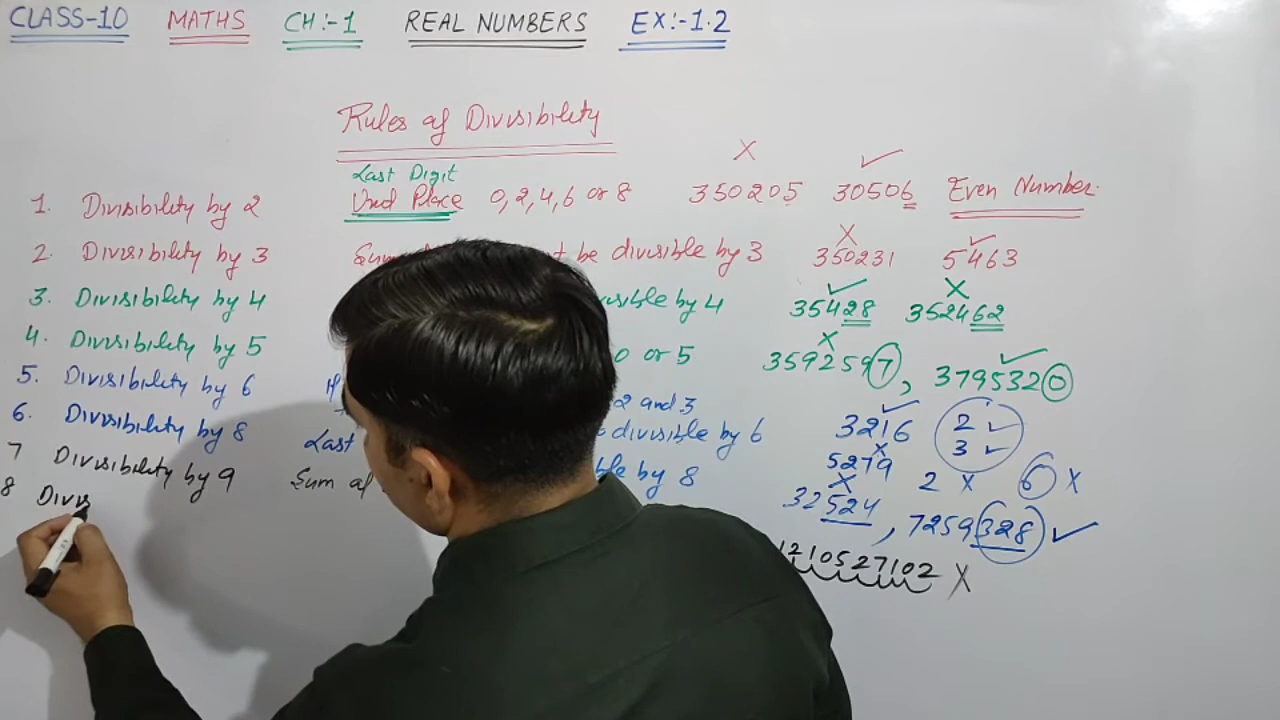 CLASS-10 MATHS CH:-1 REAL NUMBERS EX:-1.2
Rules of Divisibility
Last Digit
1. Divisibility by 2 Unit Place 0, 2, 4, 6 or 8 350205 X 30506 ✓ Even Number.
2. Divisibility by 3 Sum be divisible by 3 350231 X 5463 ✓
3. Divisibility by 4 by 4 35428 ✓ 352462 X
4. Divisibility by 5 0 or 5 3592597 X , 3795320 ✓
5. Divisibility by 6 If 2 and 3
6. Divisibility by 8 Last divisible by 6 3216 ✓ 2 ✓ 3 ✓
7 Divisibility by 9 Sum of by 8 5279 X 2 X 6 X
8 Divis 32524 X , 7259328 ✓
1210527102 X